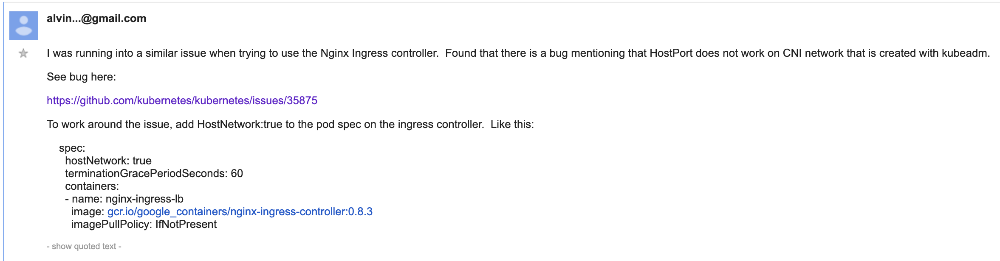 alvin...@gmail.com
I was running into a similar issue when trying to use the Nginx Ingress controller.  Found that there is a bug mentioning that HostPort does not work on CNI network that is created with kubeadm.
See bug here:
https://github.com/kubernetes/kubernetes/issues/35875
To work around the issue, add HostNetwork:true to the pod spec on the ingress controller.  Like this:
spec:
hostNetwork: true
terminationGracePeriodSeconds: 60
containers:
- name: nginx-ingress-lb
image: gcr.io/google_containers/nginx-ingress-controller:0.8.3
imagePullPolicy: IfNotPresent
- show quoted text -